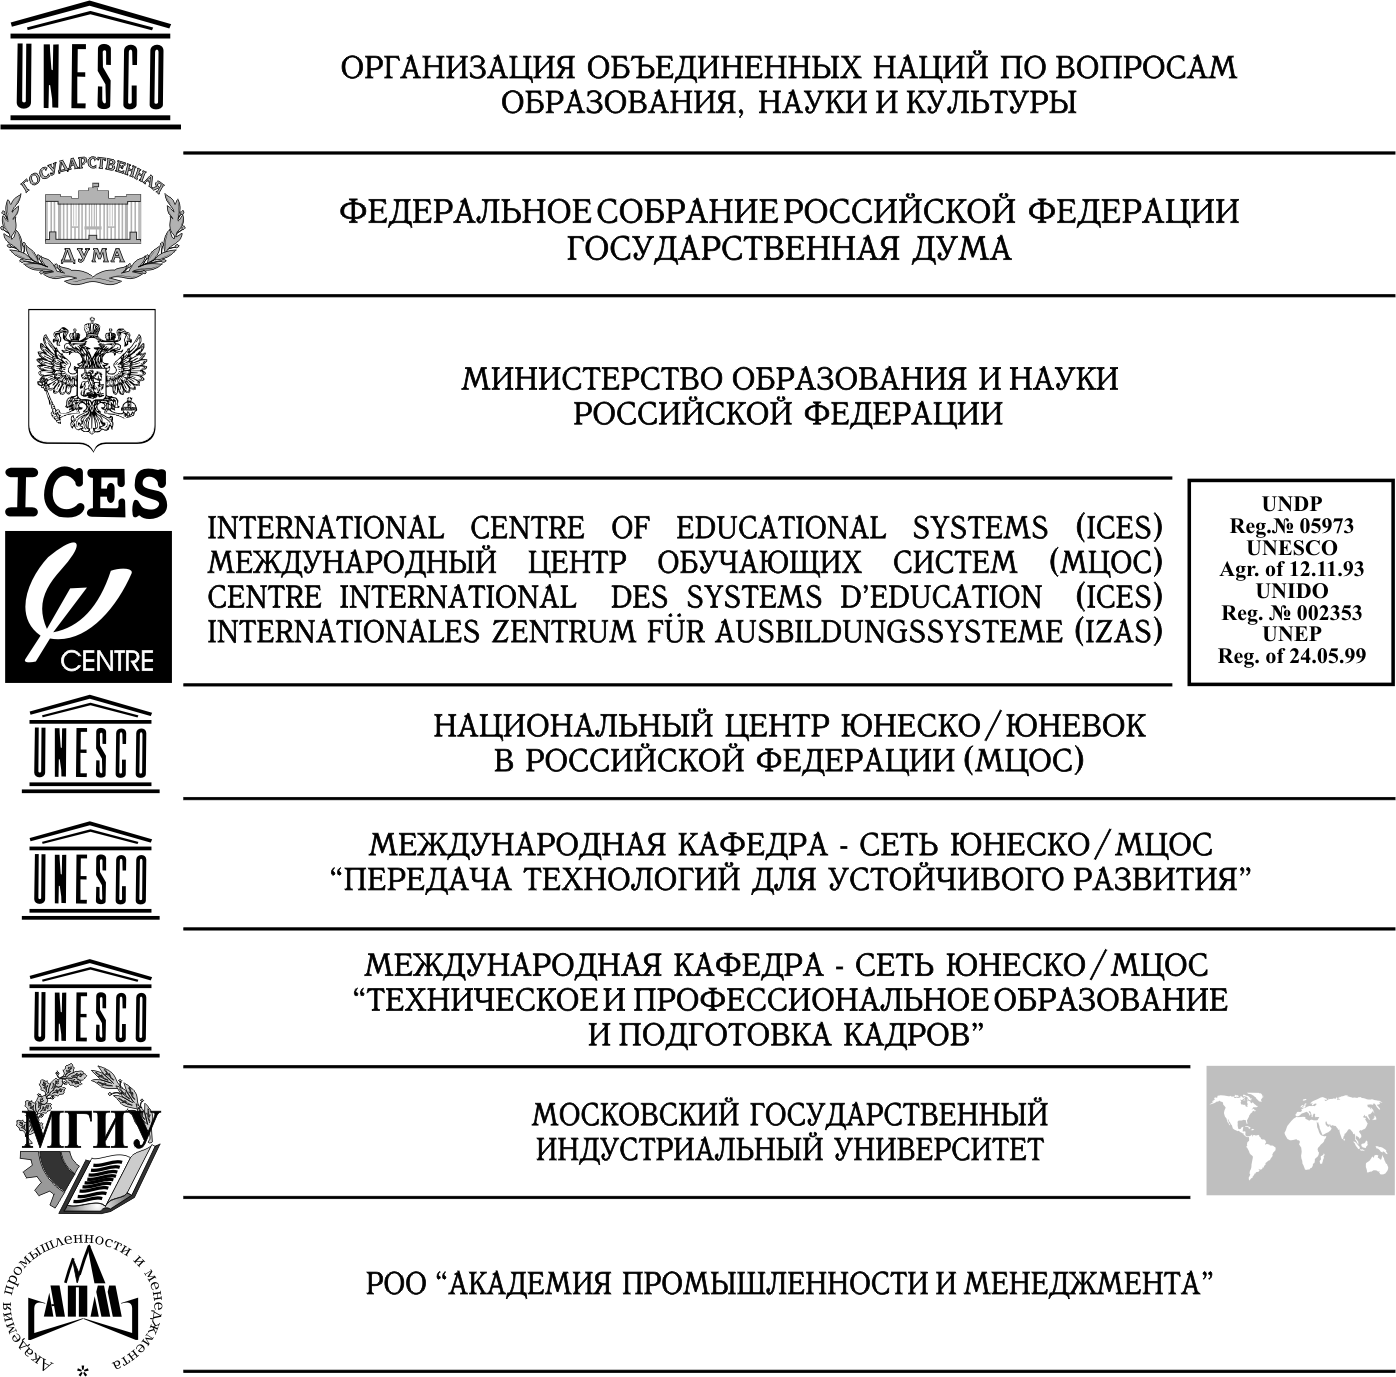 UNESCO
ОРГАНИЗАЦИЯ ОБЪЕДИНЕННЫХ НАЦИЙ ПО ВОПРОСАМ
ОБРАЗОВАНИЯ, НАУКИ И КУЛЬТУРЫ
ГОСУДАРСТВЕННАЯ
ДУМА
ФЕДЕРАЛЬНОЕ СОБРАНИЕ РОССИЙСКОЙ ФЕДЕРАЦИИ
ГОСУДАРСТВЕННАЯ ДУМА
МИНИСТЕРСТВО ОБРАЗОВАНИЯ И НАУКИ
РОССИЙСКОЙ ФЕДЕРАЦИИ
ICES
CENTRE
INTERNATIONAL CENTRE OF EDUCATIONAL SYSTEMS (ICES)
МЕЖДУНАРОДНЫЙ ЦЕНТР ОБУЧАЮЩИХ СИСТЕМ (МЦОС)
CENTRE INTERNATIONAL DES SYSTEMS D’EDUCATION (ICES)
INTERNATIONALES ZENTRUM FÜR AUSBILDUNGSSYSTEME (IZAS)
UNDP
Reg.№ 05973
UNESCO
Agr. of 12.11.93
UNIDO
Reg. № 002353
UNEP
Reg. of 24.05.99
UNESCO
НАЦИОНАЛЬНЫЙ ЦЕНТР ЮНЕСКО/ЮНЕВОК
В РОССИЙСКОЙ ФЕДЕРАЦИИ (МЦОС)
UNESCO
МЕЖДУНАРОДНАЯ КАФЕДРА - СЕТЬ ЮНЕСКО/МЦОС
“ПЕРЕДАЧА ТЕХНОЛОГИЙ ДЛЯ УСТОЙЧИВОГО РАЗВИТИЯ”
UNESCO
МЕЖДУНАРОДНАЯ КАФЕДРА - СЕТЬ ЮНЕСКО/МЦОС
“ТЕХНИЧЕСКОЕ И ПРОФЕССИОНАЛЬНОЕ ОБРАЗОВАНИЕ
И ПОДГОТОВКА КАДРОВ”
МГИУ
МОСКОВСКИЙ ГОСУДАРСТВЕННЫЙ
ИНДУСТРИАЛЬНЫЙ УНИВЕРСИТЕТ
Академия промышленности и менеджмента
*
АПМ
РОО “АКАДЕМИЯ ПРОМЫШЛЕННОСТИ И МЕНЕДЖМЕНТА”